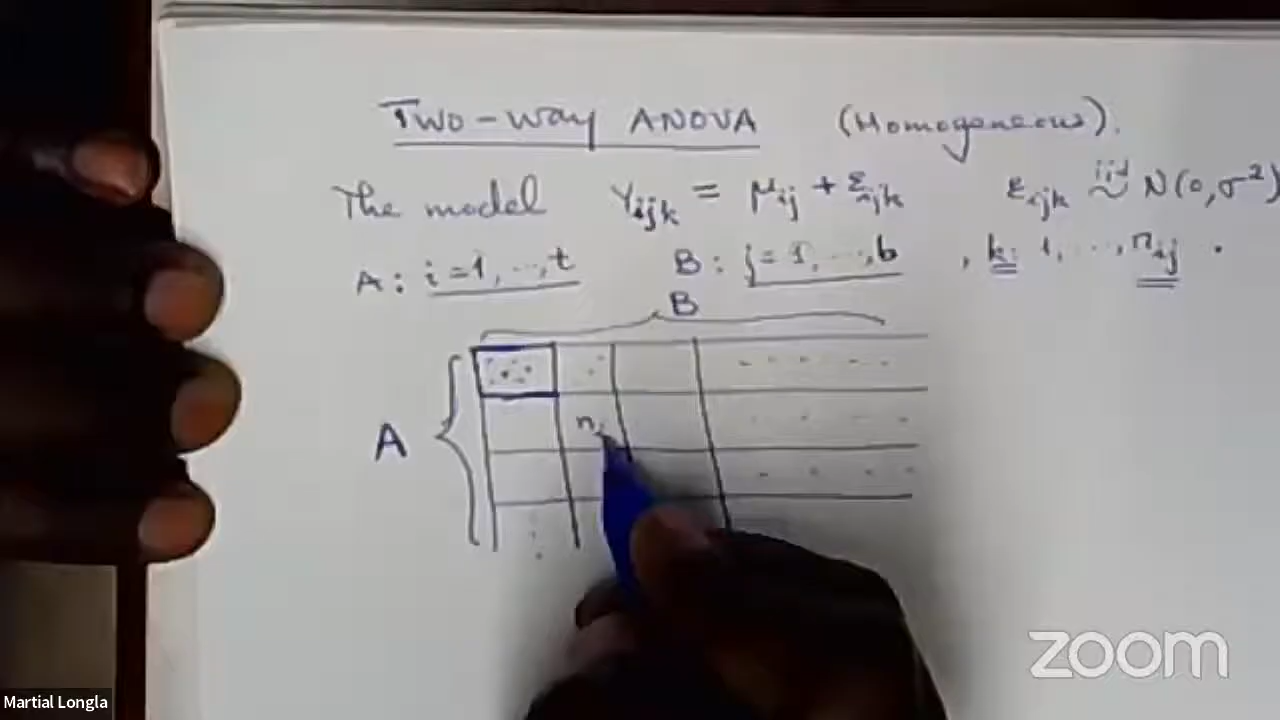 Two-way ANOVA (Homogeneous).
The model Yijk = μij + εijk εijk iid ~ N(0, σ²)
A: i=1, ..., t B: j=1, ..., b , k: 1, ..., nij .
B
A
ni
zoom
Martial Longla